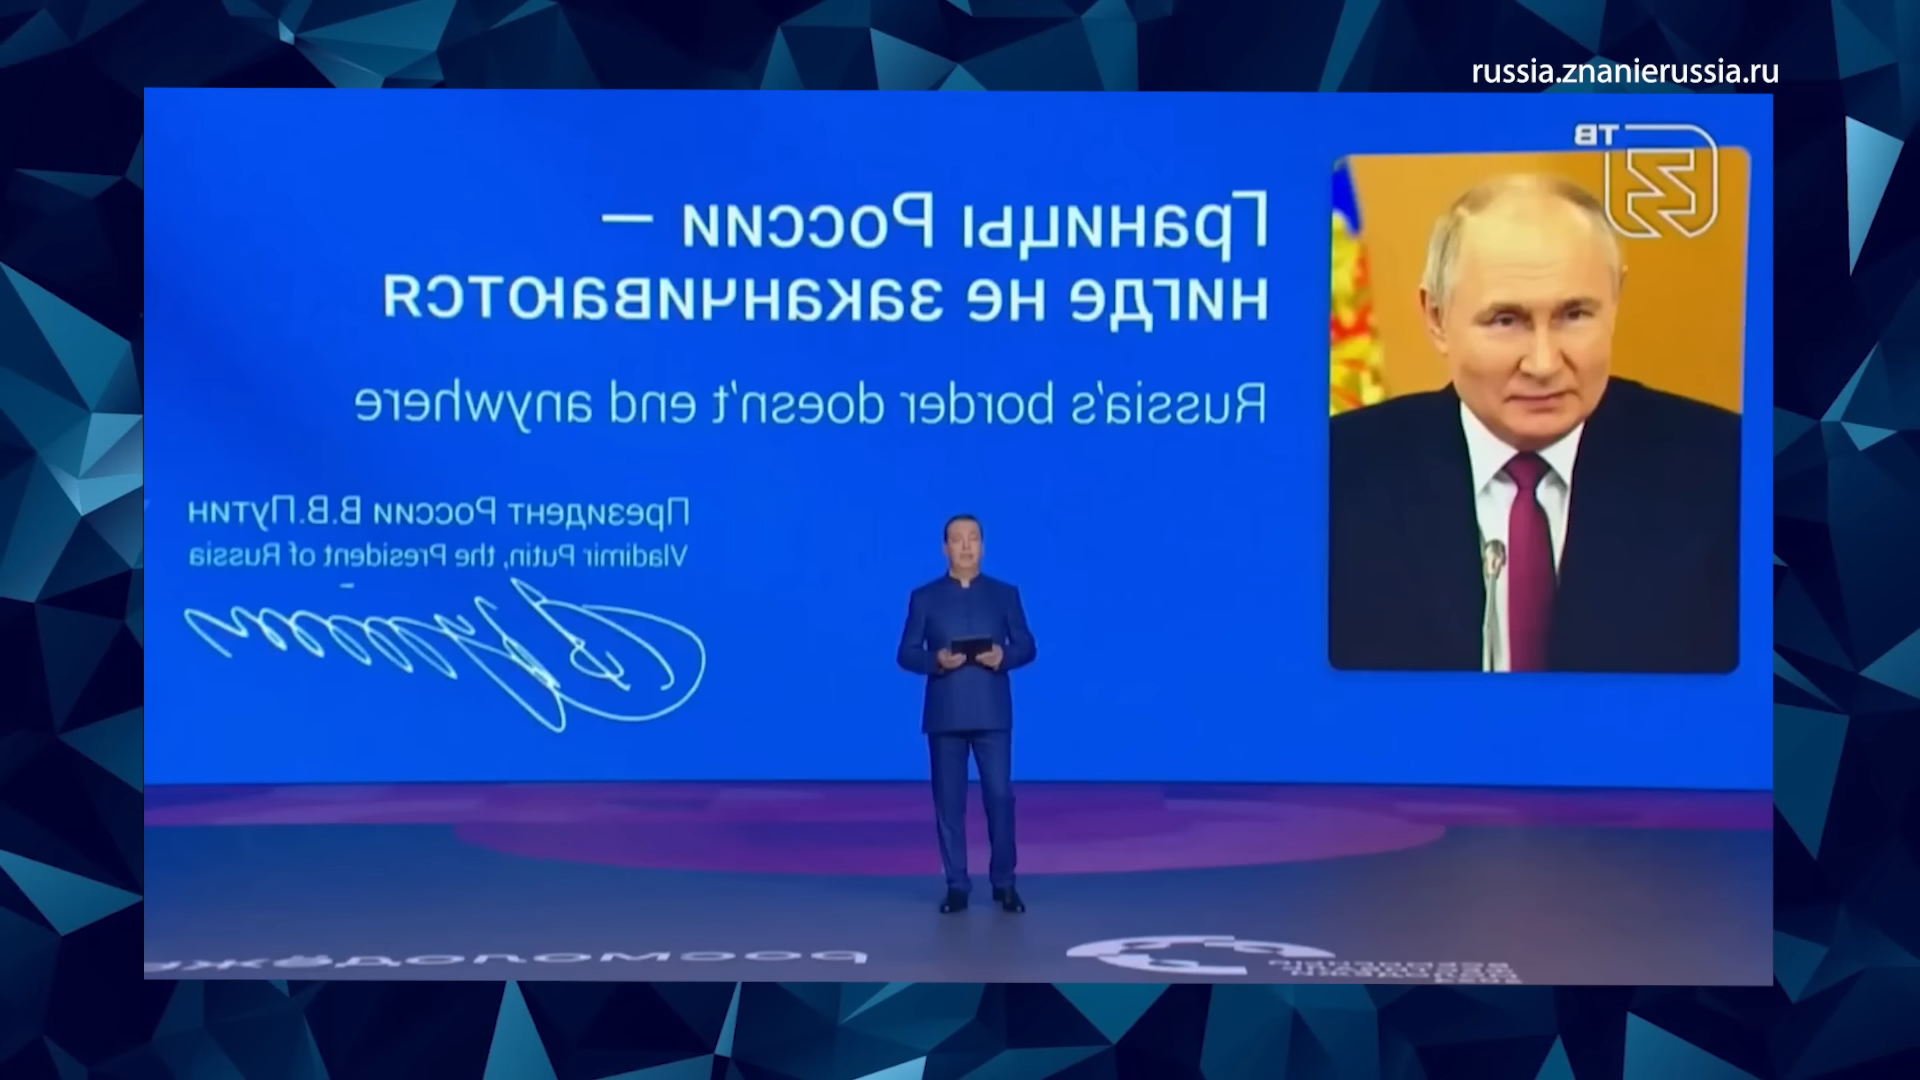 russia.znanierussia.ru
ТВ
Границы России –
нигде не заканчиваются
Russia's border doesn't end anywhere
Президент России В.В.Путин
Vladimir Putin, the President of Russia
росмолодёж